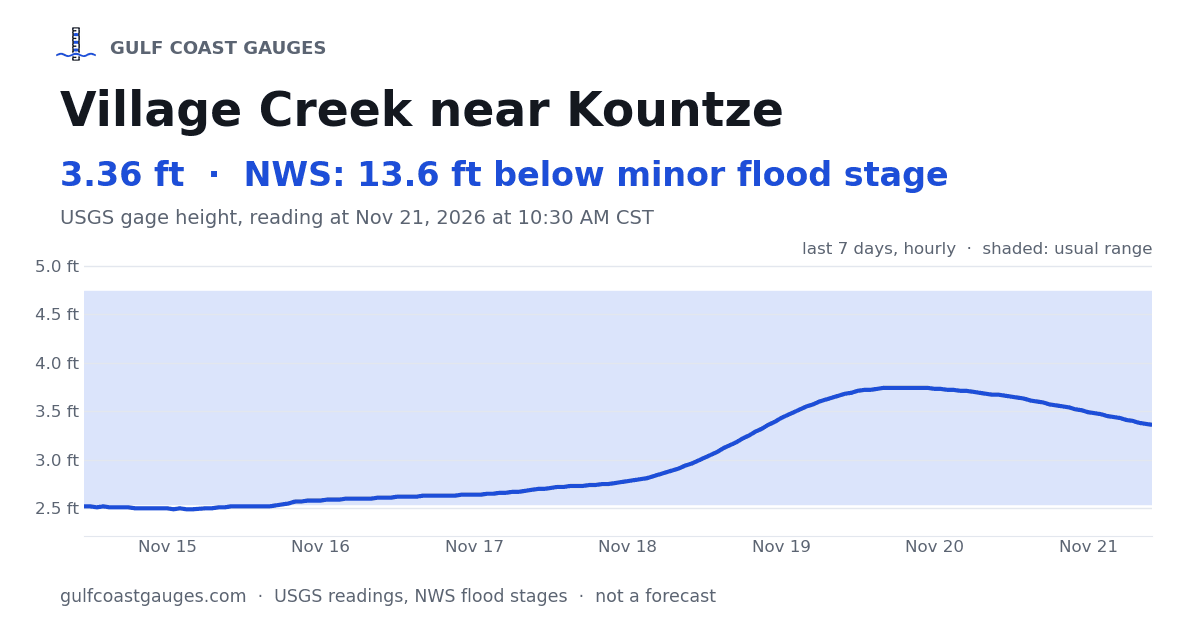 GULF COAST GAUGES
Village Creek near Kountze
3.36 ft · NWS: 13.6 ft below minor flood stage
USGS gage height, reading at Nov 21, 2026 at 10:30 AM CST
last 7 days, hourly · shaded: usual range
5.0 ft
4.5 ft
4.0 ft
3.5 ft
3.0 ft
2.5 ft
Nov 15 Nov 16 Nov 17 Nov 18 Nov 19 Nov 20 Nov 21
gulfcoastgauges.com · USGS readings, NWS flood stages · not a forecast